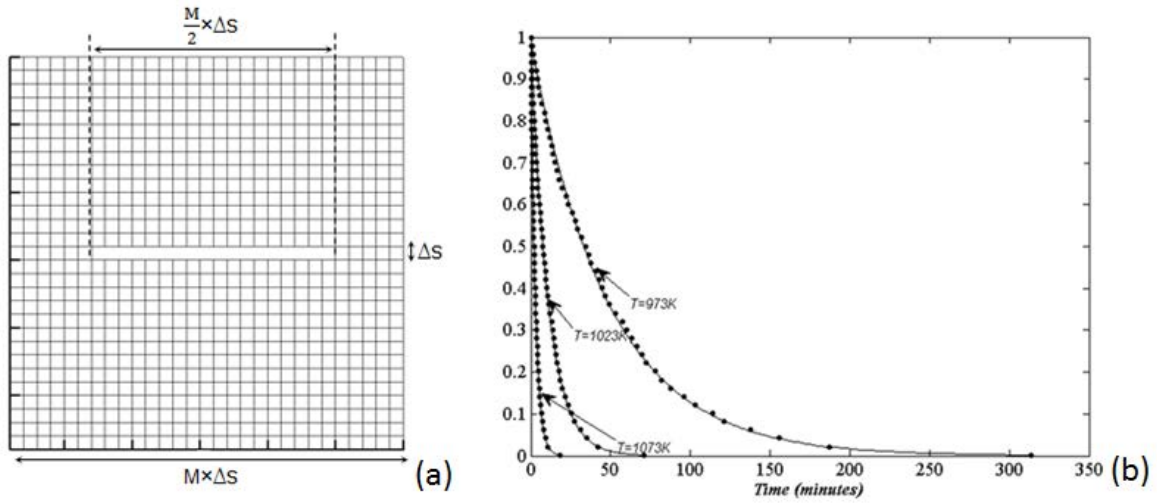 M/2×ΔS
ΔS
M×ΔS
(a)
1
0.9
0.8
0.7
0.6
0.5
0.4
0.3
0.2
0.1
0
T=973K
T=1023K
T=1073K
0 50 100 150 200 250 300 350
Time (minutes)
(b)